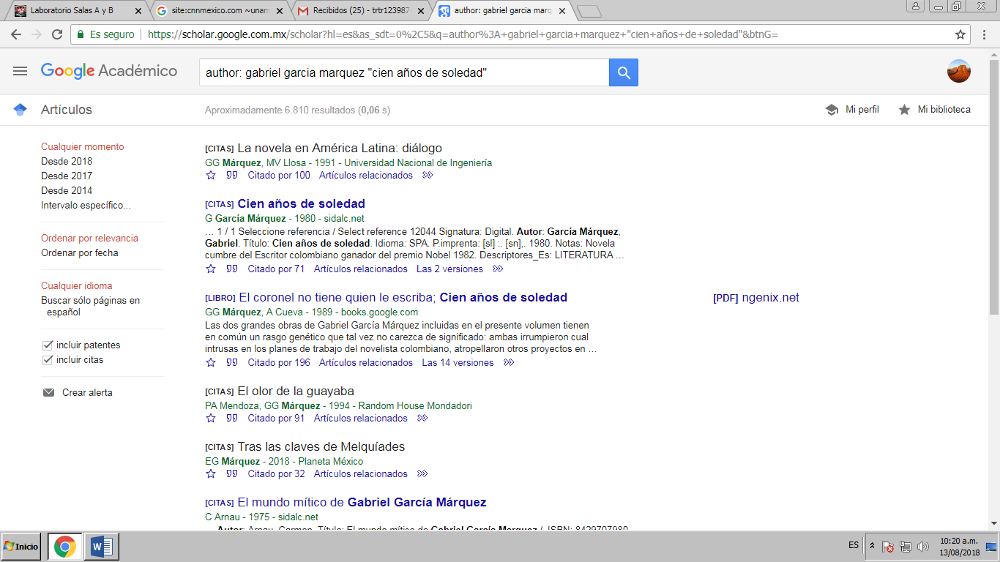 Laboratorio Salas A y B
site:cnnmexico.com ~unam
Recibidos (25) - trtr123987
author: gabriel garcia marq
Es seguro
https://scholar.google.com.mx/scholar?hl=es&as_sdt=0%2C5&q=author%3A+gabriel+garcia+marquez+"cien+años+de+soledad"&btnG=
Google Académico
author: gabriel garcia marquez "cien años de soledad"
Artículos
Aproximadamente 6.810 resultados (0,06 s)
Mi perfil
Mi biblioteca
Cualquier momento
Desde 2018
Desde 2017
Desde 2014
Intervalo específico...
Ordenar por relevancia
Ordenar por fecha
Cualquier idioma
Buscar sólo páginas en
español
incluir patentes
incluir citas
Crear alerta
[CITAS] La novela en América Latina: diálogo
GG Márquez, MV Llosa - 1991 - Universidad Nacional de Ingeniería
Citado por 100 Artículos relacionados
[CITAS] Cien años de soledad
G García Márquez - 1980 - sidalc.net
... 1 / 1 Seleccione referencia / Select reference 12044 Signatura: Digital. Autor: García Márquez,
Gabriel. Título: Cien años de soledad. Idioma: SPA. P.imprenta: [sl] :. [sn],. 1980. Notas: Novela
cumbre del Escritor colombiano ganador del premio Nobel 1982. Descriptores_Es: LITERATURA ...
Citado por 71 Artículos relacionados Las 2 versiones
[LIBRO] El coronel no tiene quien le escriba; Cien años de soledad
[PDF] ngenix.net
GG Márquez, A Cueva - 1989 - books.google.com
Las dos grandes obras de Gabriel García Márquez incluidas en el presente volumen tienen
en común un rasgo genético que tal vez no carezca de significado: ambas irrumpieron cual
intrusas en los planes de trabajo del novelista colombiano, atropellaron otros proyectos en ...
Citado por 196 Artículos relacionados Las 14 versiones
[CITAS] El olor de la guayaba
PA Mendoza, GG Márquez - 1994 - Random House Mondadori
Citado por 91 Artículos relacionados
[CITAS] Tras las claves de Melquíades
EG Márquez - 2018 - Planeta México
Citado por 32 Artículos relacionados
[CITAS] El mundo mítico de Gabriel García Márquez
C Arnau - 1975 - sidalc.net
Autor: Arnau, Carmen. Título: El mundo mítico de Gabriel García Marquez / ISBN: 8429707980
Inicio
ES
10:20 a.m.
13/08/2018